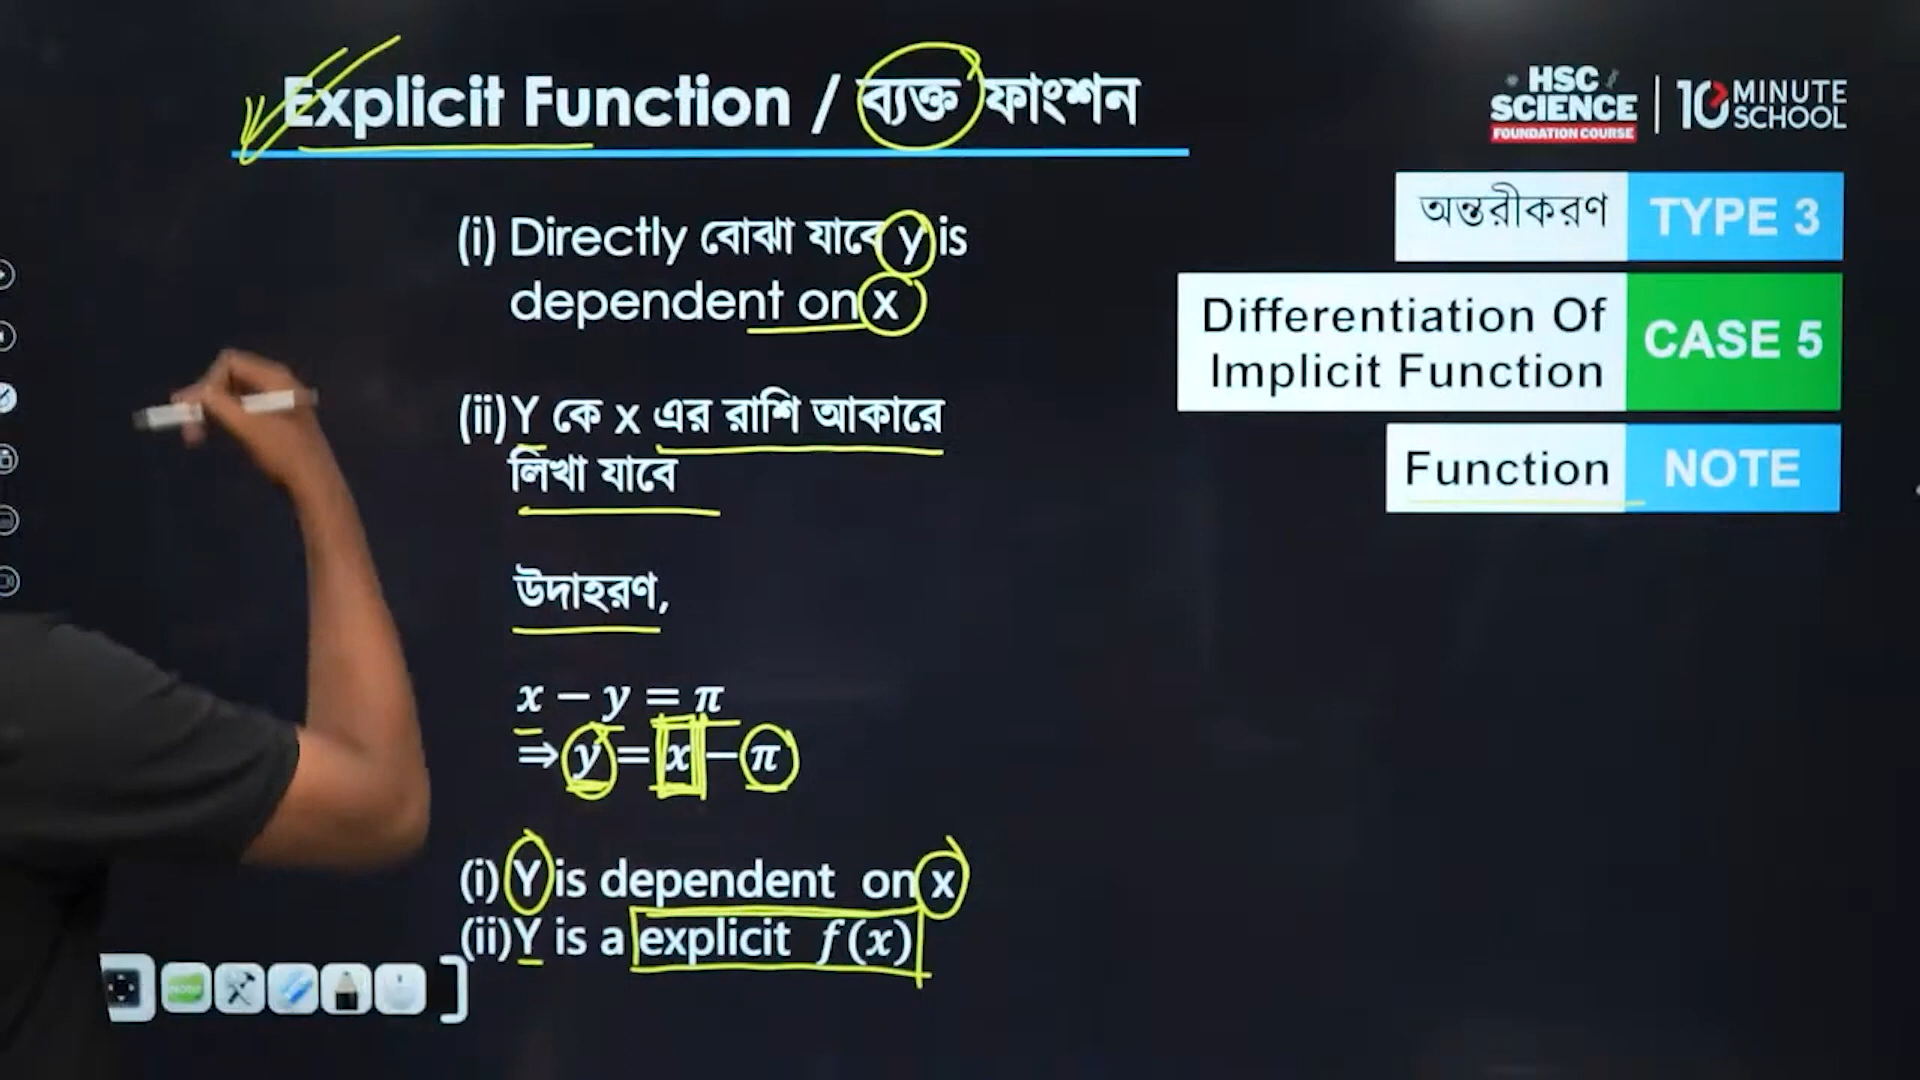 Explicit Function / ব্যক্ত ফাংশন
HSC
SCIENCE
FOUNDATION COURSE
10 MINUTE
SCHOOL
অন্তরীকরণ TYPE 3
Differentiation Of
Implicit Function
CASE 5
Function NOTE
(i) Directly বোঝা যাবে y is
dependent on x
(ii) Y কে x এর রাশি আকারে
লিখা যাবে
উদাহরণ,
x − y = π
⇒ y = x − π
(i) Y is dependent on x
(ii) Y is a explicit f(x)